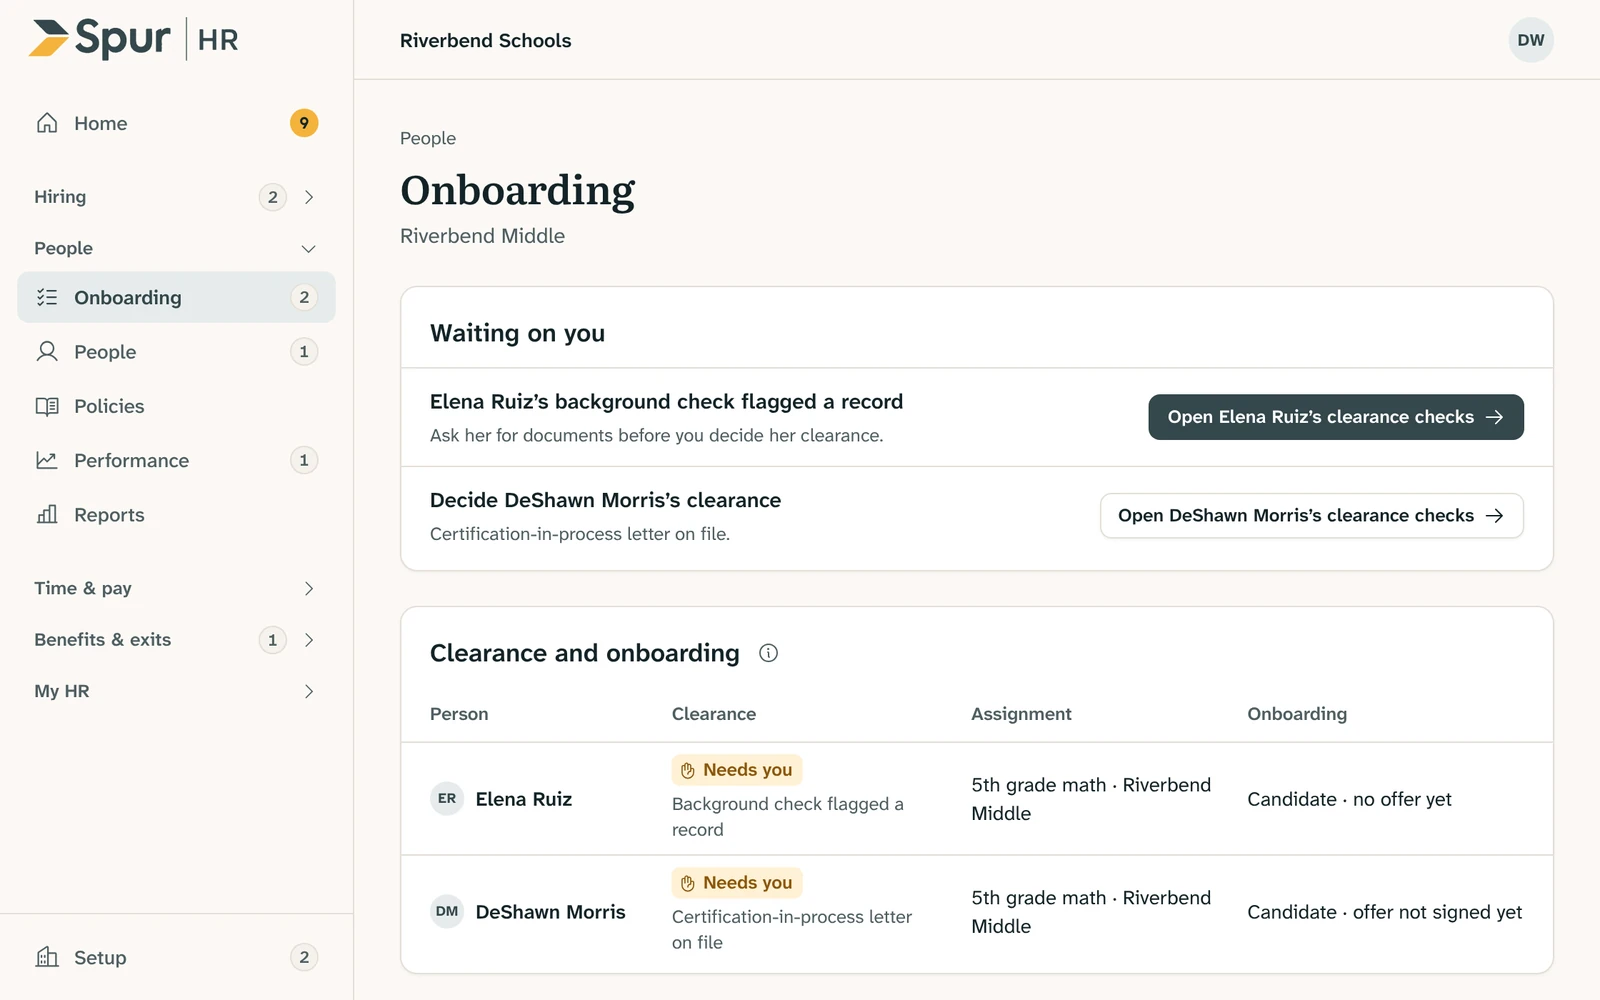 Spur | HR
Riverbend Schools
DW
Home
9
Hiring
2
People
Onboarding
2
People
1
Policies
Performance
1
Reports
Time & pay
Benefits & exits
1
My HR
Setup
2
People
Onboarding
Riverbend Middle
Waiting on you
Elena Ruiz’s background check flagged a record
Ask her for documents before you decide her clearance.
Open Elena Ruiz’s clearance checks →
Decide DeShawn Morris’s clearance
Certification-in-process letter on file.
Open DeShawn Morris’s clearance checks →
Clearance and onboarding
Person
Clearance
Assignment
Onboarding
ER
Elena Ruiz
Needs you
Background check flagged a
record
5th grade math · Riverbend
Middle
Candidate · no offer yet
DM
DeShawn Morris
Needs you
Certification-in-process letter
on file
5th grade math · Riverbend
Middle
Candidate · offer not signed yet